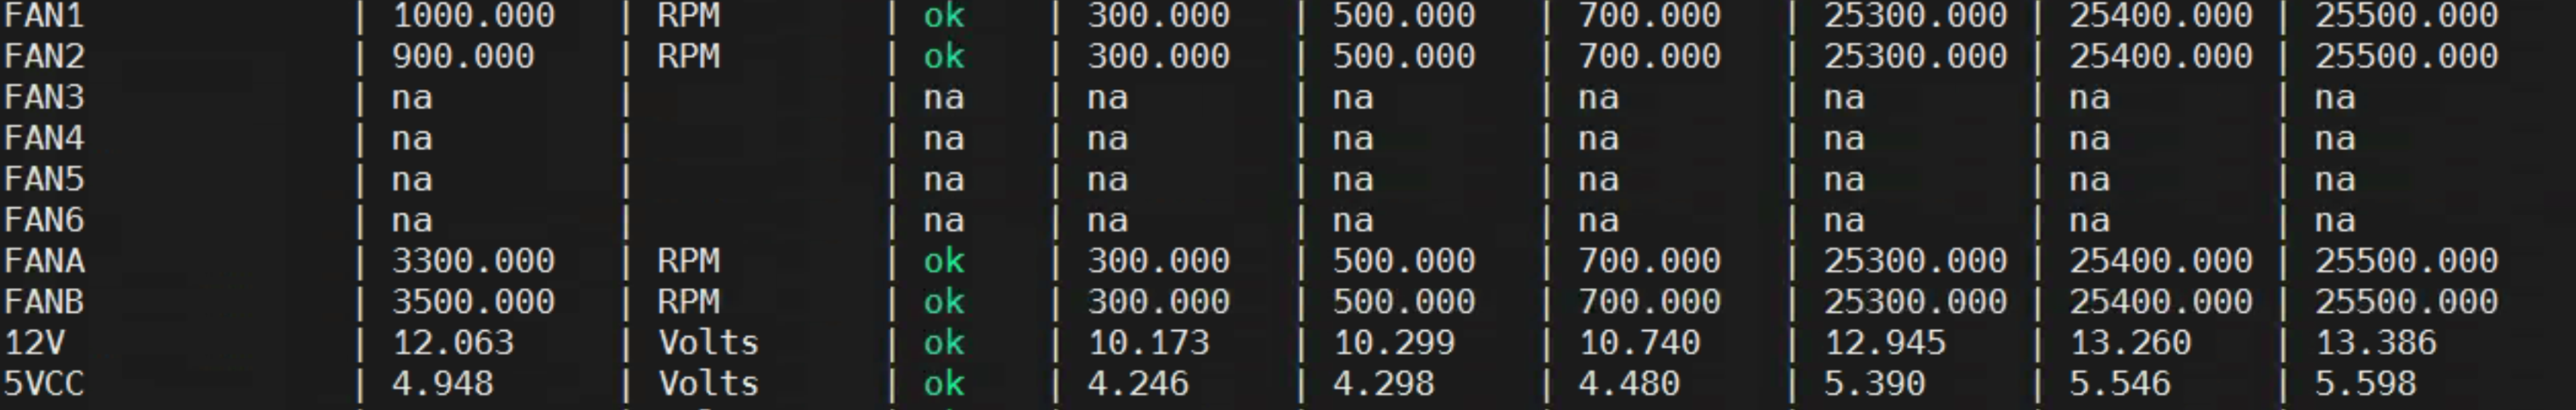 FAN1 | 1000.000 | RPM | ok | 300.000 | 500.000 | 700.000 | 25300.000 | 25400.000 | 25500.000
FAN2 | 900.000 | RPM | ok | 300.000 | 500.000 | 700.000 | 25300.000 | 25400.000 | 25500.000
FAN3 | na | | na | na | na | na | na | na | na
FAN4 | na | | na | na | na | na | na | na | na
FAN5 | na | | na | na | na | na | na | na | na
FAN6 | na | | na | na | na | na | na | na | na
FANA | 3300.000 | RPM | ok | 300.000 | 500.000 | 700.000 | 25300.000 | 25400.000 | 25500.000
FANB | 3500.000 | RPM | ok | 300.000 | 500.000 | 700.000 | 25300.000 | 25400.000 | 25500.000
12V | 12.063 | Volts | ok | 10.173 | 10.299 | 10.740 | 12.945 | 13.260 | 13.386
5VCC | 4.948 | Volts | ok | 4.246 | 4.298 | 4.480 | 5.390 | 5.546 | 5.598